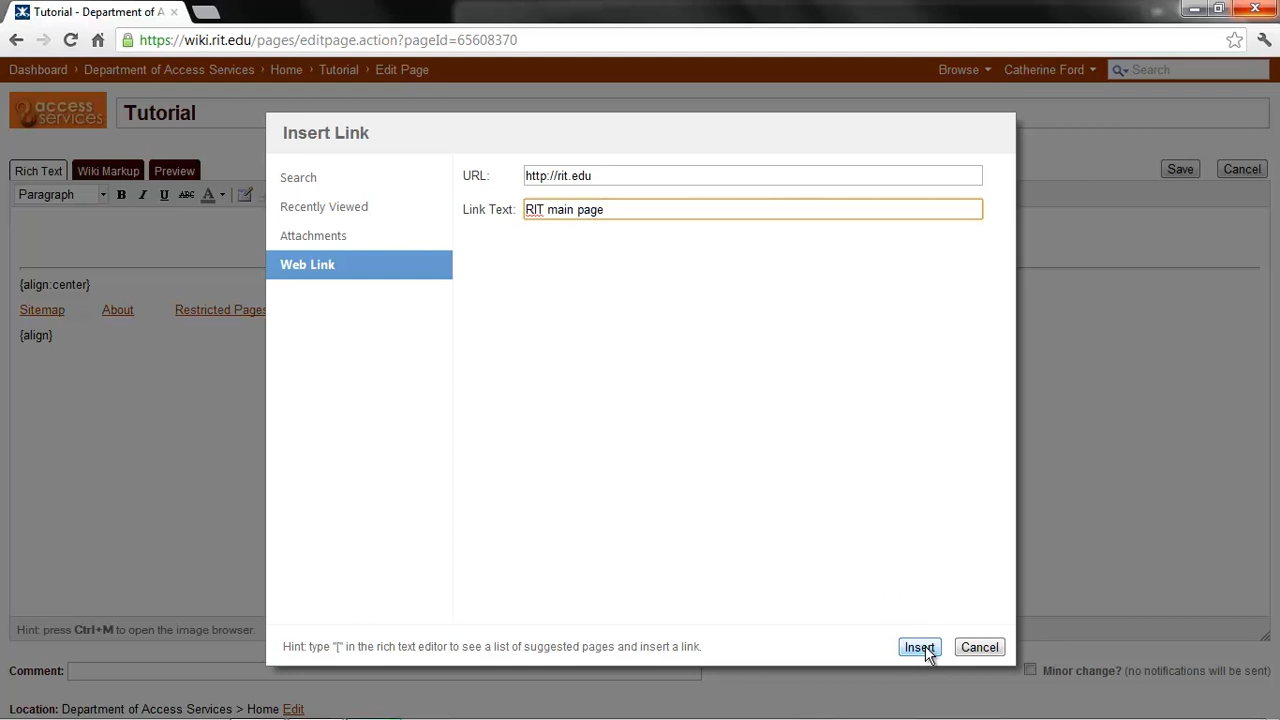 Tutorial - Department of A
https://wiki.rit.edu/pages/editpage.action?pageId=65608370
Dashboard › Department of Access Services › Home › Tutorial › Edit Page
Browse
Catherine Ford
Search
access services
Tutorial
Insert Link
Rich Text
Wiki Markup
Preview
Save
Cancel
Paragraph
B I U ABC A
Search
Recently Viewed
Attachments
Web Link
URL: http://rit.edu
Link Text: RIT main page
{align:center}
Sitemap About Restricted Pages
{align}
Hint: press Ctrl+M to open the image browser.
Hint: type "[" in the rich text editor to see a list of suggested pages and insert a link.
Insert
Cancel
Comment:
Minor change? (no notifications will be sent)
Location: Department of Access Services > Home Edit